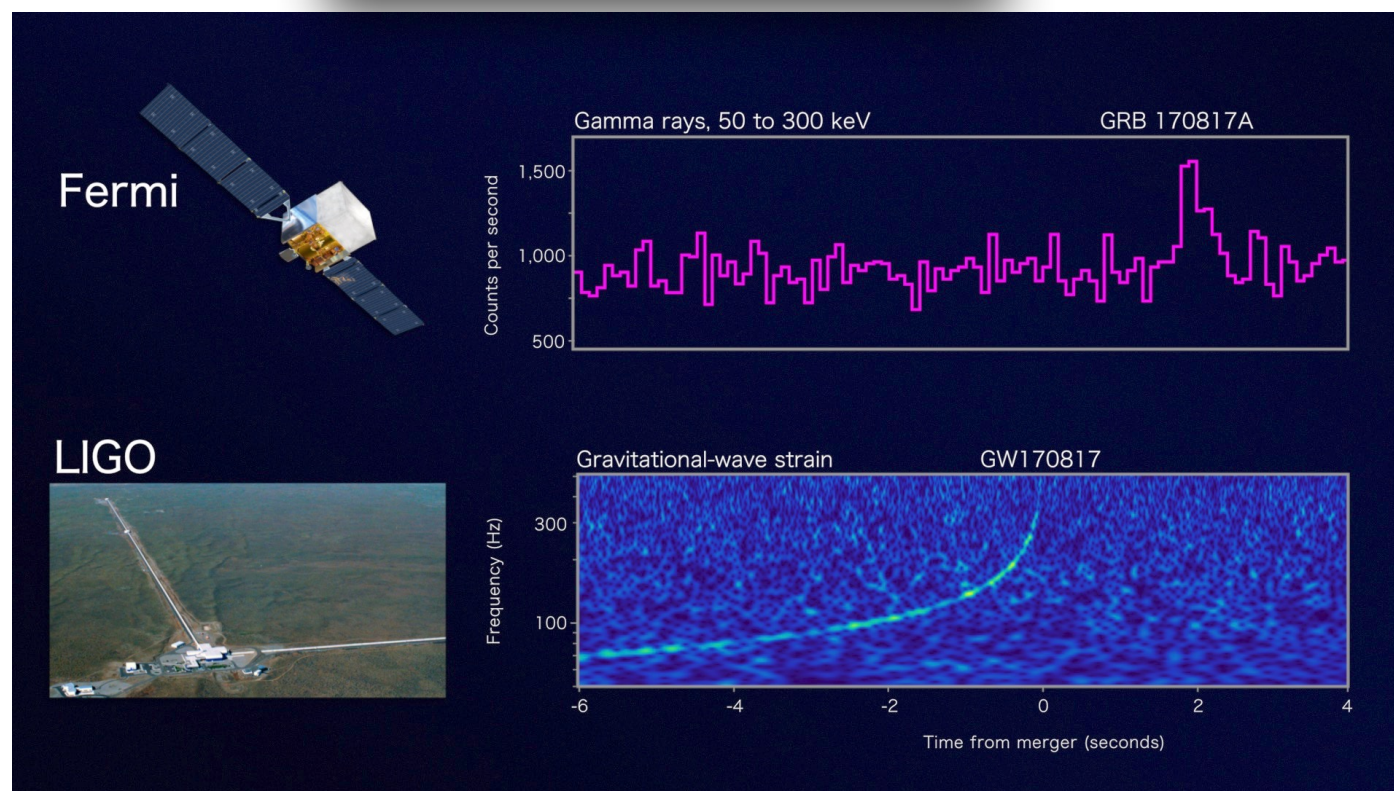 Fermi
Gamma rays, 50 to 300 keV
GRB 170817A
Counts per second
1,500
1,000
500
LIGO
Gravitational-wave strain
GW170817
Frequency (Hz)
300
100
-6
-4
-2
0
2
4
Time from merger (seconds)